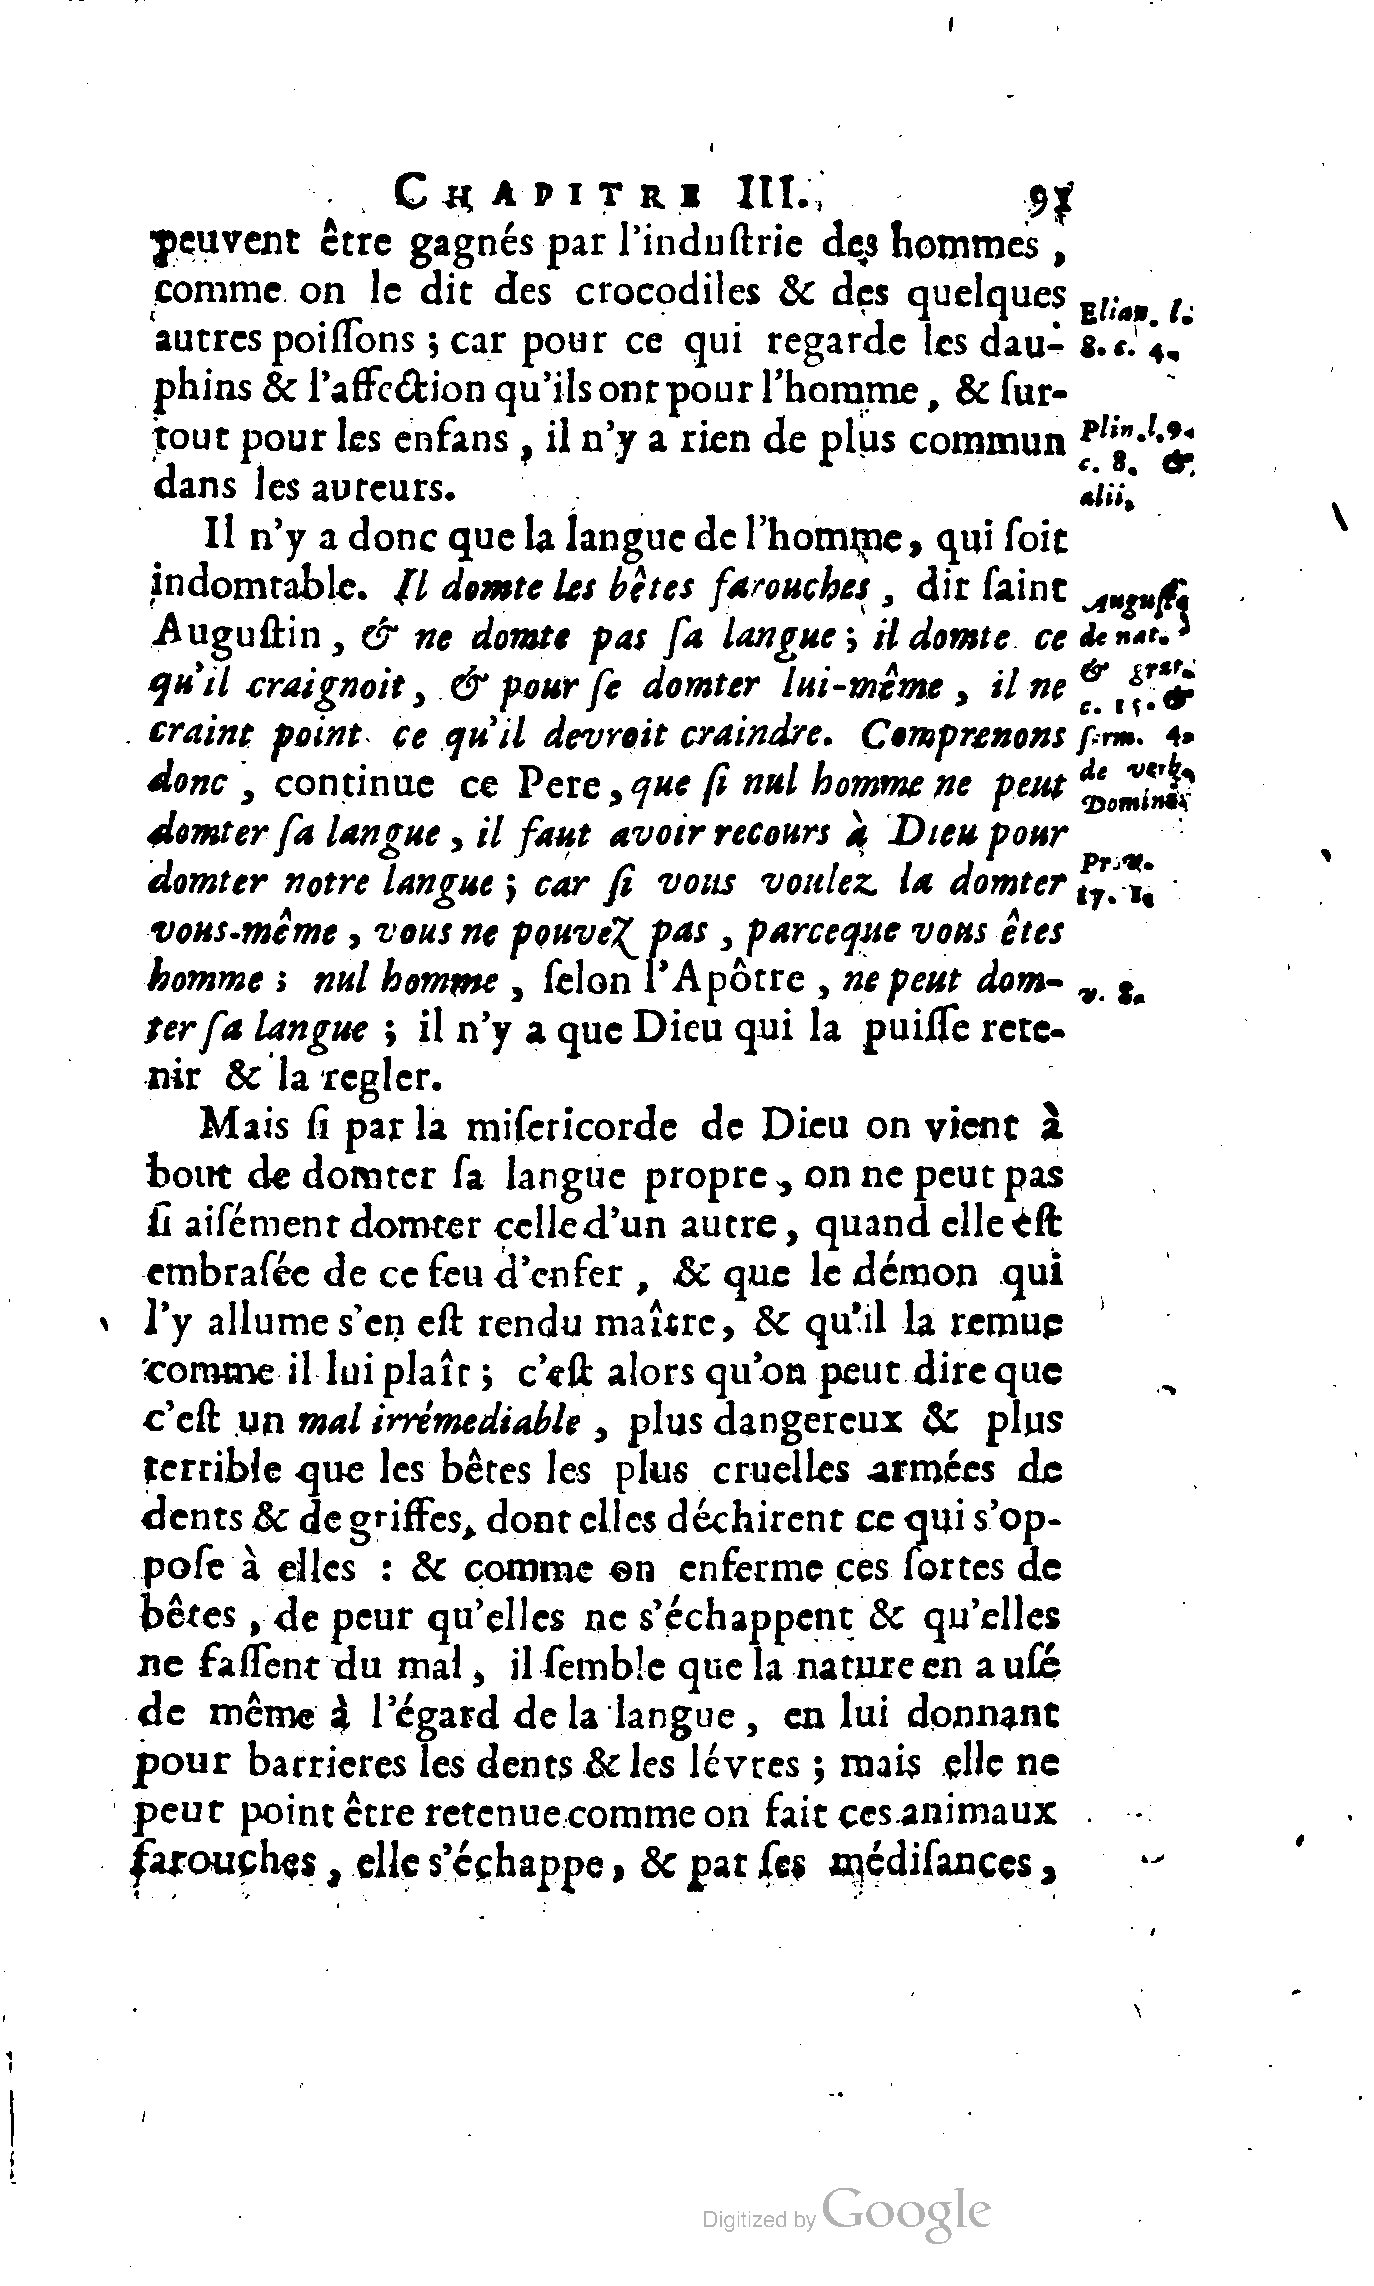 CHAPITRE III. 91
peuvent être gagnés par l'induſtrie des hommes,
comme on le dit des crocodiles & des quelques
autres poiſſons ; car pour ce qui regarde les dau-
phins & l'affection qu'ils ont pour l'homme, & ſur-
tout pour les enfans, il n'y a rien de plus commun
dans les auteurs.
Elian. l.
8. c. 4.
Plin. l. 9.
c. 8. &
alii.
Il n'y a donc que la langue de l'homme, qui ſoit
indomtable. Il domte les bêtes farouches, dit ſaint
Auguſtin, & ne domte pas ſa langue ; il domte ce
qu'il craignoit, & pour ſe domter lui-même, il ne
craint point ce qu'il devroit craindre. Comprenons
donc, continue ce Pere, que ſi nul homme ne peut
domter ſa langue, il faut avoir recours à Dieu pour
domter notre langue ; car ſi vous voulez la domter
vous-même, vous ne pouvez pas, parceque vous êtes
homme ; nul homme, ſelon l'Apôtre, ne peut dom-
ter ſa langue ; il n'y a que Dieu qui la puiſſe rete-
nir & la regler.
Auguſt.
de nat.
& grat.
c. 15. &
ſerm. 4.
de verb.
Domini.
Prov.
17. 1.
v. 8.
Mais ſi par la miſericorde de Dieu on vient à
bout de domter ſa langue propre, on ne peut pas
ſi aiſément domter celle d'un autre, quand elle eſt
embraſée de ce feu d'enfer, & que le démon qui
l'y allume s'en eſt rendu maître, & qu'il la remue
comme il lui plaît ; c'eſt alors qu'on peut dire que
c'eſt un mal irrémediable, plus dangereux & plus
terrible que les bêtes les plus cruelles armées de
dents & de griffes, dont elles déchirent ce qui s'op-
poſe à elles : & comme on enferme ces ſortes de
bêtes, de peur qu'elles ne s'échappent & qu'elles
ne faſſent du mal, il ſemble que la nature en a uſé
de même à l'égard de la langue, en lui donnant
pour barrieres les dents & les lévres ; mais elle ne
peut point être retenue comme on fait ces animaux
farouches, elle s'échappe, & par ſes médiſances,
Digitized by Google